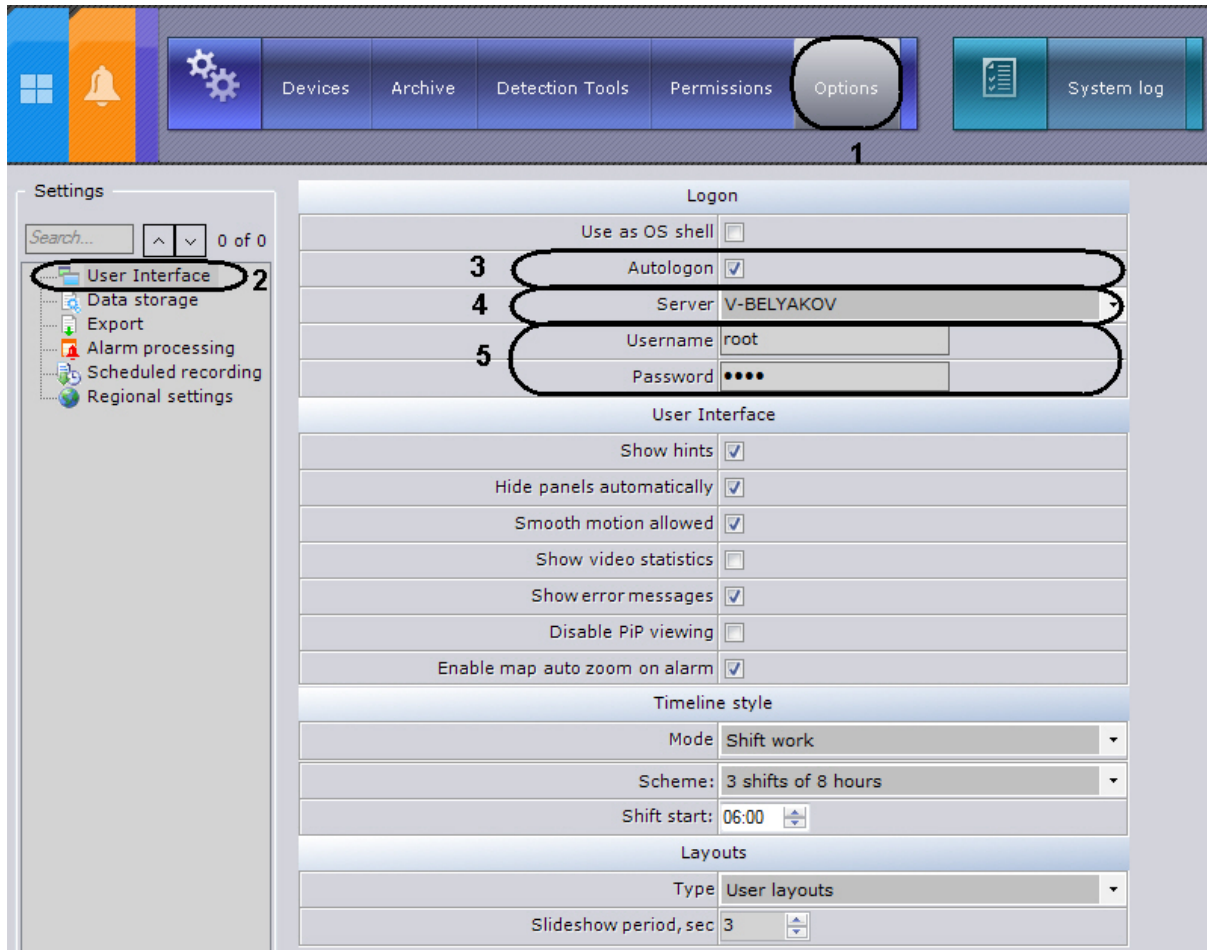 Devices Archive Detection Tools Permissions Options System log
1
Settings
Search... 0 of 0
User Interface 2
Data storage
Export
Alarm processing
Scheduled recording
Regional settings
Logon
Use as OS shell
3 Autologon
4 Server V-BELYAKOV
5
Username root
Password ••••
User Interface
Show hints
Hide panels automatically
Smooth motion allowed
Show video statistics
Show error messages
Disable PiP viewing
Enable map auto zoom on alarm
Timeline style
Mode Shift work
Scheme: 3 shifts of 8 hours
Shift start: 06:00
Layouts
Type User layouts
Slideshow period, sec 3